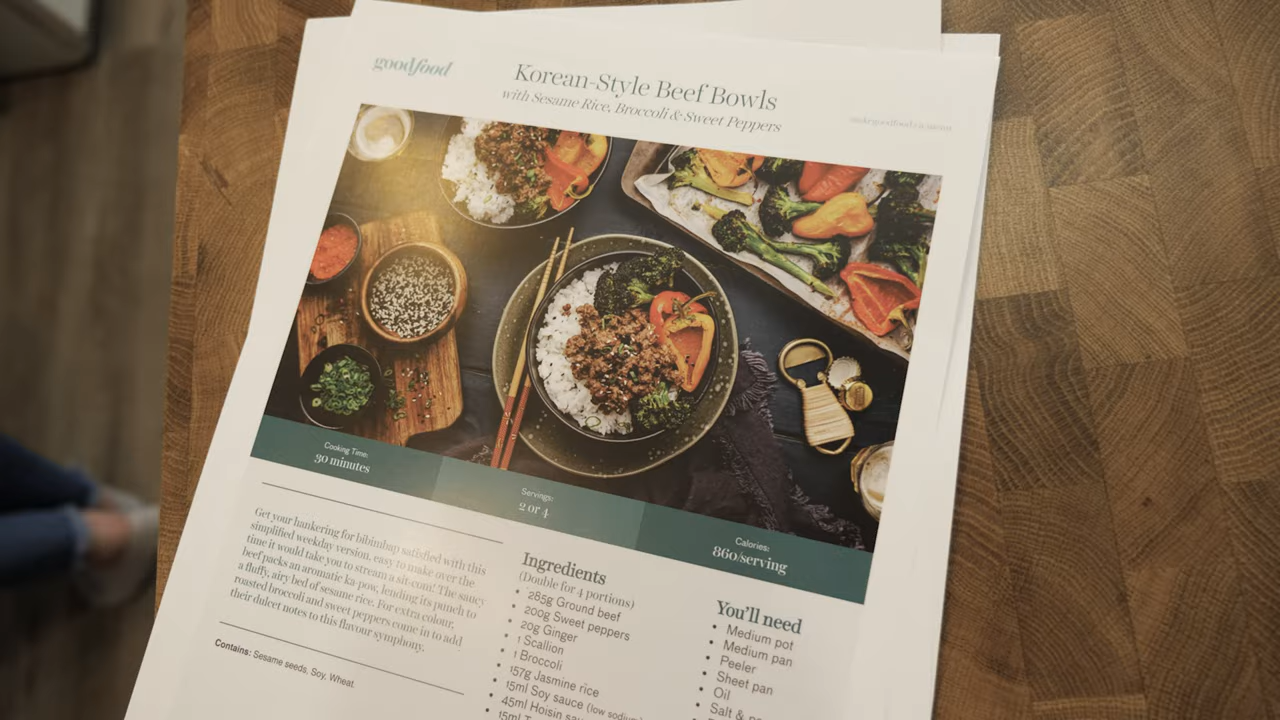 goodfood
Korean-Style Beef Bowls
with Sesame Rice, Broccoli & Sweet Peppers
Cooking Time:
30 minutes
Servings:
2 or 4
Calories:
860/serving
Get your hankering for bibimbap satisfied with this
simplified weekday version, easy to make over the
time it would take you to stream a sit-com! The saucy
beef packs an aromatic ka-pow, lending its punch to
a fluffy, airy bed of sesame rice. For extra colour,
roasted broccoli and sweet peppers come in to add
their dulcet notes to this flavour symphony.
Contains: Sesame seeds, Soy, Wheat.
Ingredients
(Double for 4 portions)
• 285g Ground beef
• 200g Sweet peppers
• 20g Ginger
• 1 Scallion
• 1 Broccoli
• 157g Jasmine rice
• 15ml Soy sauce (low sodium
• 45ml Hoisin
15ml
You'll need
• Medium pot
• Medium pan
• Peeler
• Sheet pan
• Oil
• Salt &